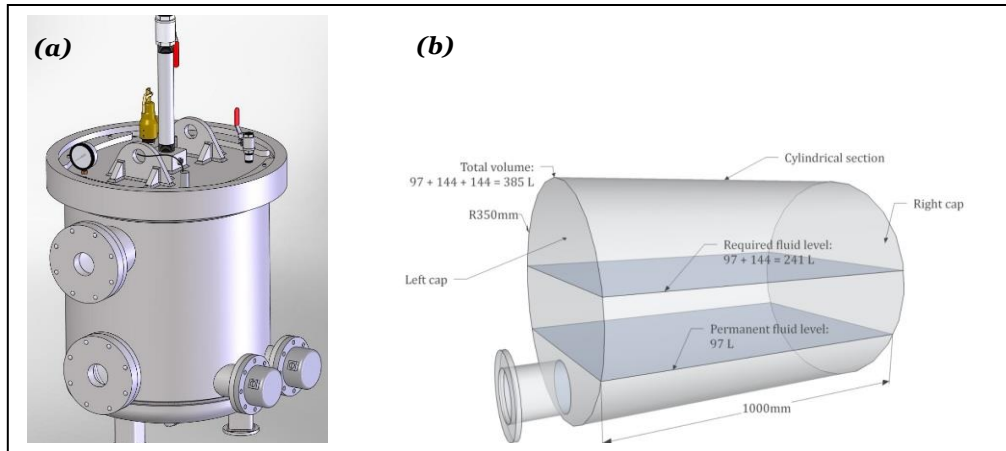 (a)
(b)
Total volume:
97 + 144 + 144 = 385 L
Cylindrical section
R350mm
Right cap
Required fluid level:
97 + 144 = 241 L
Left cap
Permanent fluid level:
97 L
1000mm